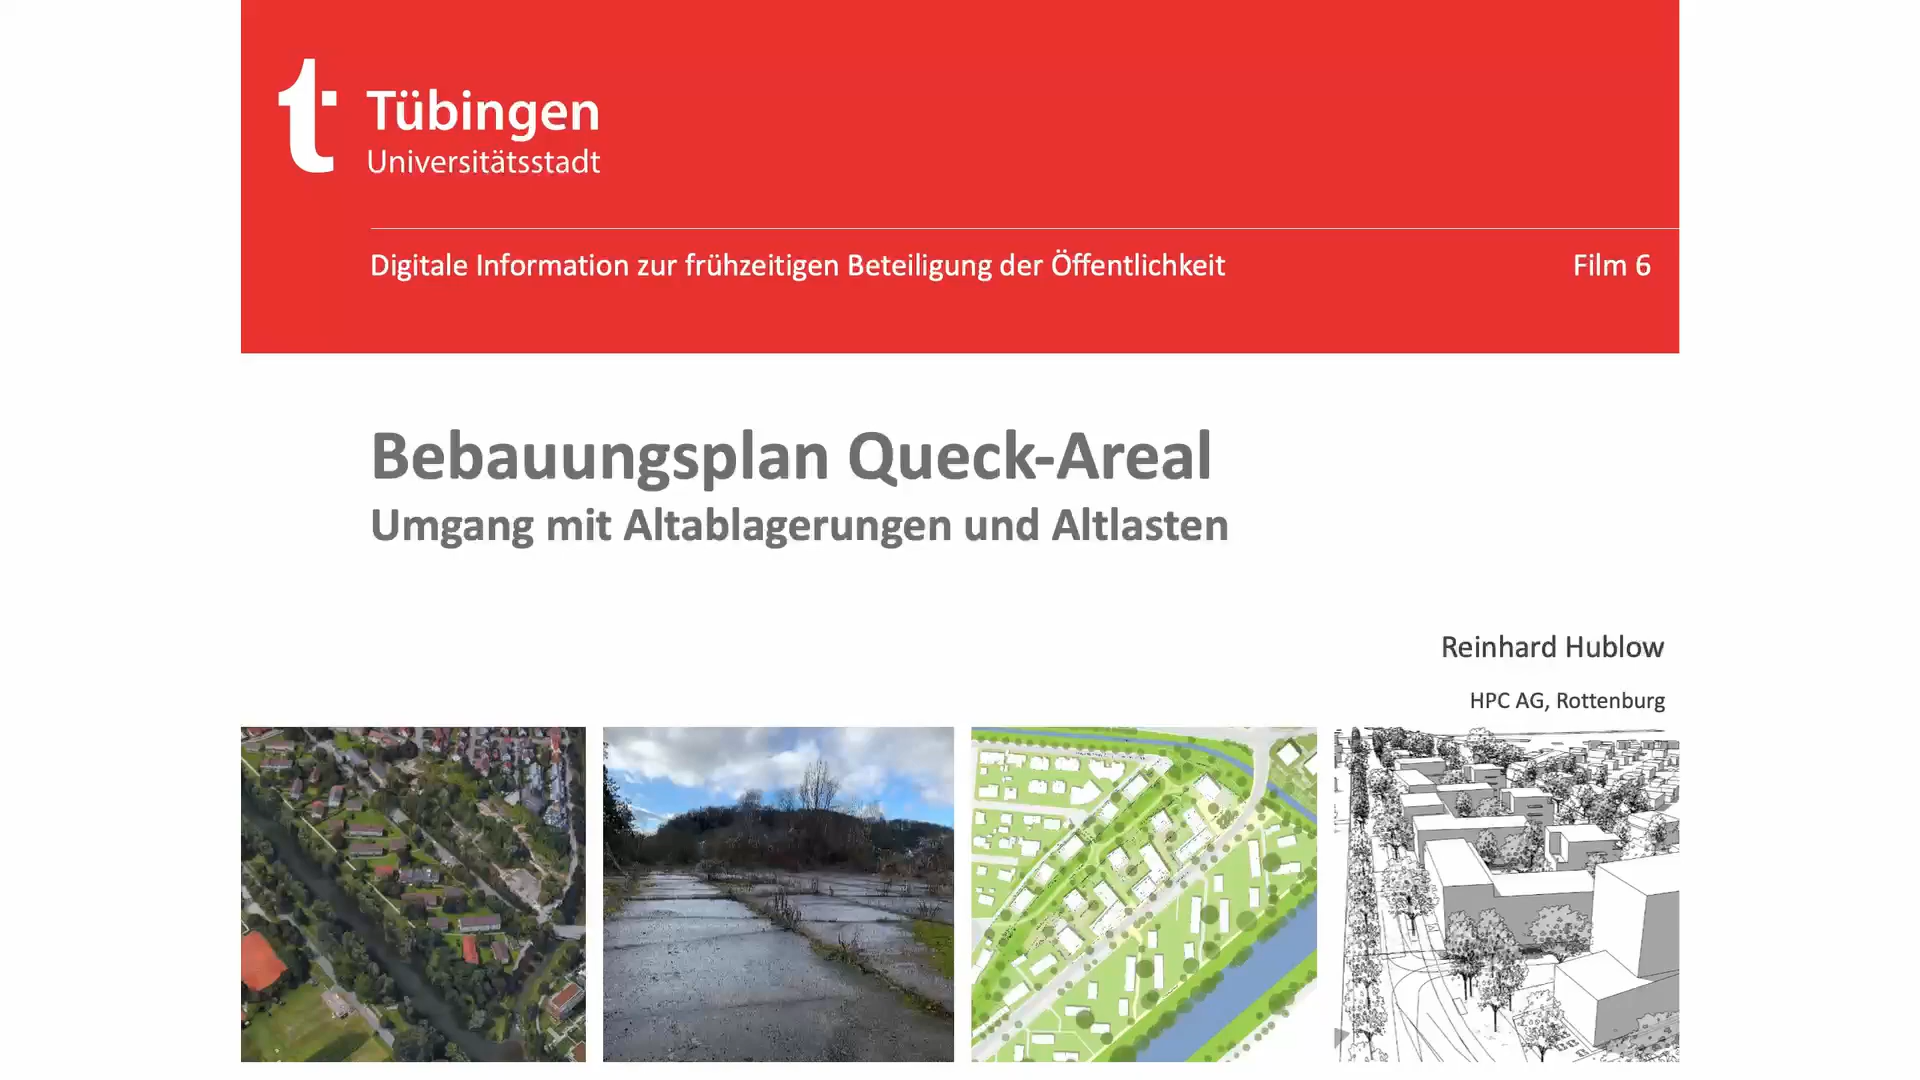 Tübingen
Universitätsstadt
Digitale Information zur frühzeitigen Beteiligung der Öffentlichkeit
Film 6
Bebauungsplan Queck-Areal
Umgang mit Altablagerungen und Altlasten
Reinhard Hublow
HPC AG, Rottenburg